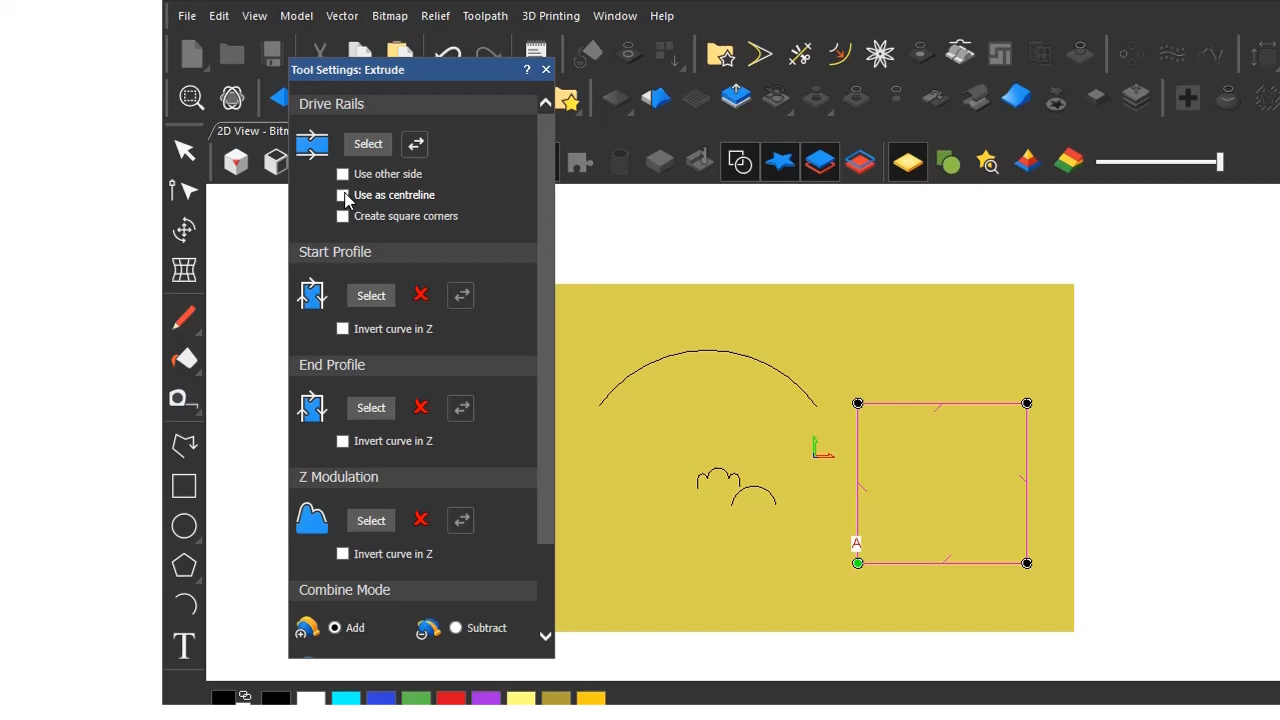 File Edit View Model Vector Bitmap Relief Toolpath 3D Printing Window Help
Tool Settings: Extrude ? ×
2D View - Bitm
Drive Rails
Select
Use other side
Use as centreline
Create square corners
Start Profile
Select
Invert curve in Z
End Profile
Select
Invert curve in Z
Z Modulation
Select
Invert curve in Z
Combine Mode
Add Subtract
A
T